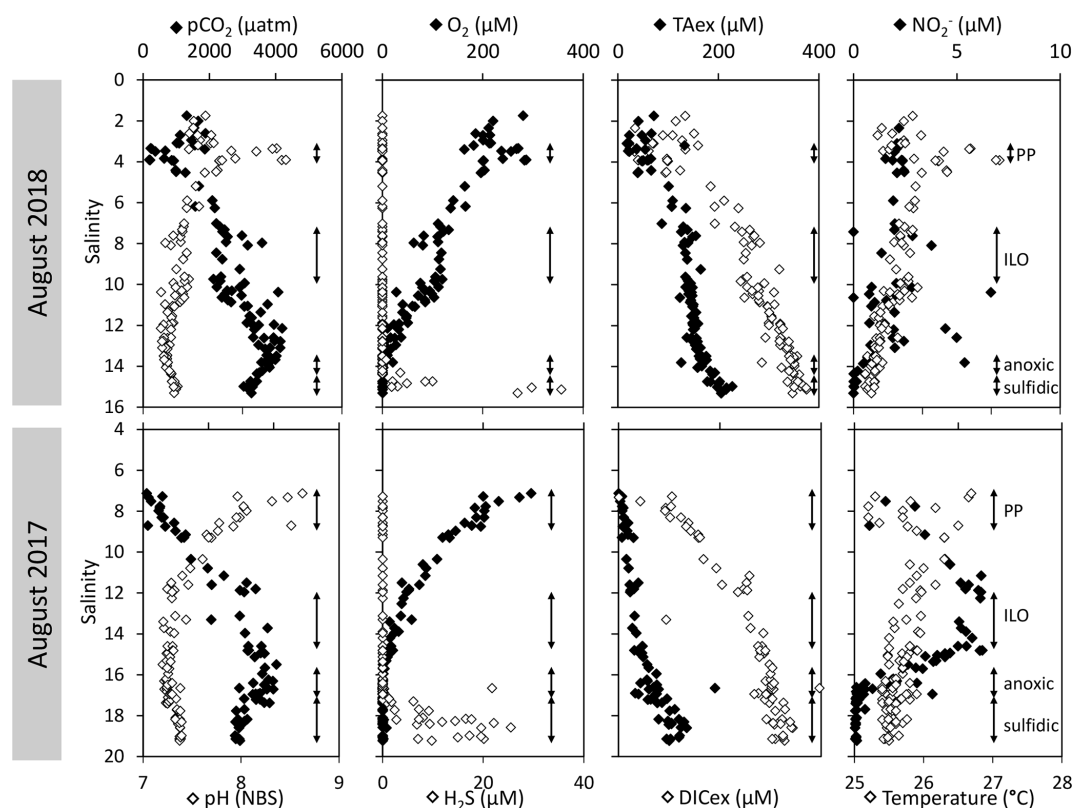 ◆ pCO₂ (µatm)
◆ O₂ (µM)
◆ TAex (µM)
◆ NO₂⁻ (µM)
0 2000 4000 6000
0 200 400
0 200 400
0 5 10
August 2018
Salinity
0
2
4
6
8
10
12
14
16
PP
ILO
anoxic
sulfidic
August 2017
Salinity
4
6
8
10
12
14
16
18
20
PP
ILO
anoxic
sulfidic
7 8 9
0 20 40
0 200 400
25 26 27 28
◇ pH (NBS)
◇ H₂S (µM)
◇ DICex (µM)
◇ Temperature (°C)